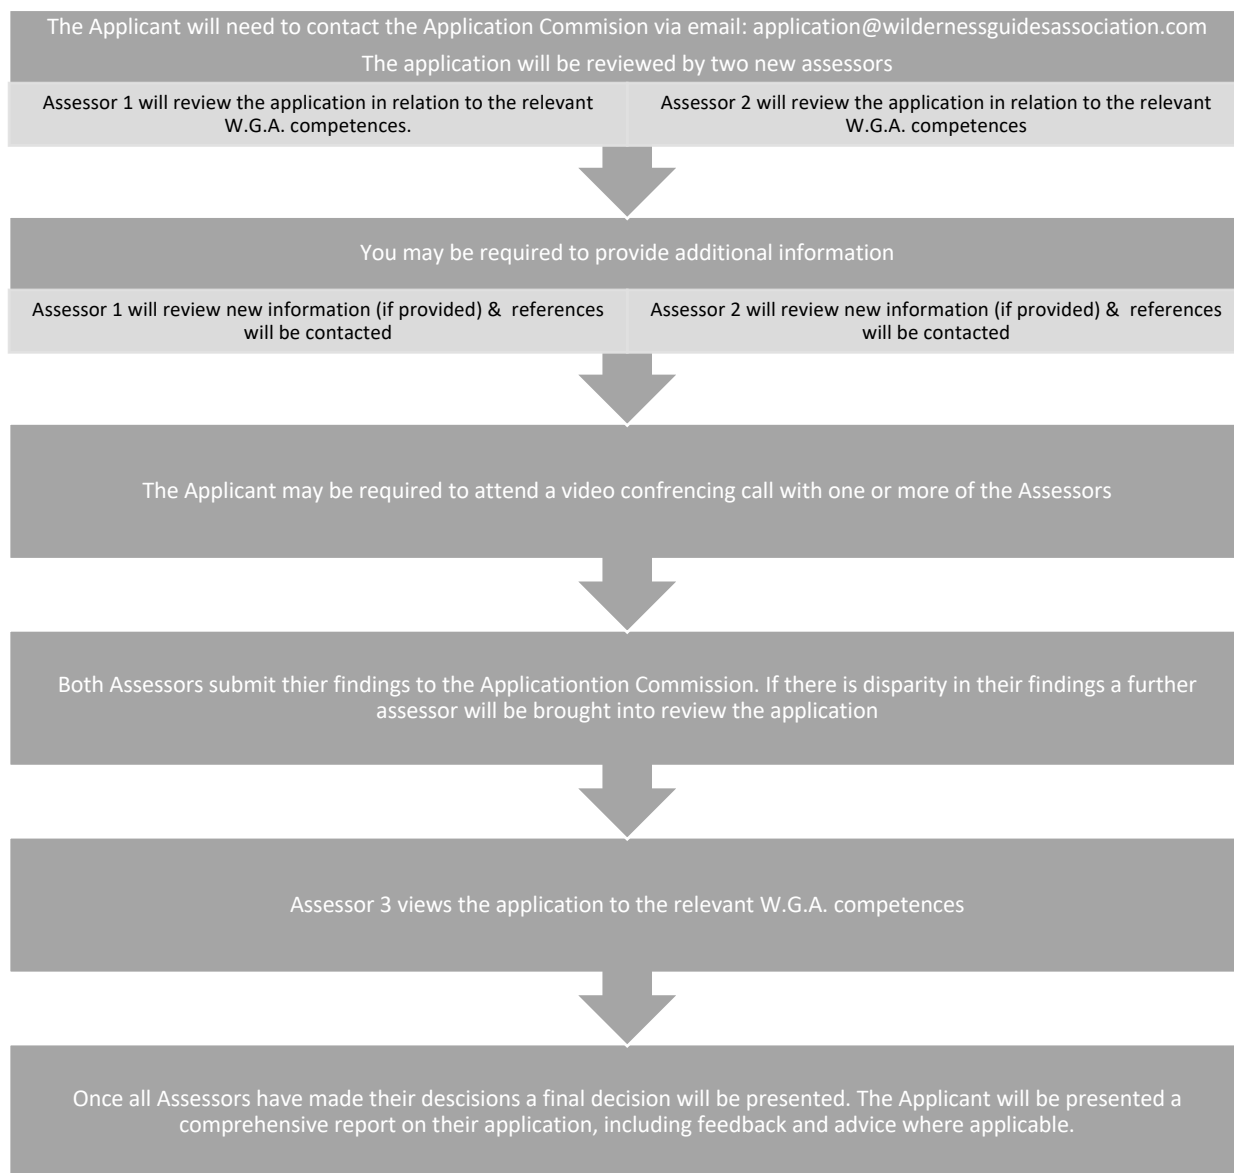 The Applicant will need to contact the Application Commision via email: application@wildernessguidesassociation.com
The application will be reviewed by two new assessors
Assessor 1 will review the application in relation to the relevant
W.G.A. competences.
Assessor 2 will review the application in relation to the relevant
W.G.A. competences
You may be required to provide additional information
Assessor 1 will review new information (if provided) & references
will be contacted
Assessor 2 will review new information (if provided) & references
will be contacted
The Applicant may be required to attend a video confrencing call with one or more of the Assessors
Both Assessors submit thier findings to the Applicationtion Commission. If there is disparity in their findings a further
assessor will be brought into review the application
Assessor 3 views the application to the relevant W.G.A. competences
Once all Assessors have made their descisions a final decision will be presented. The Applicant will be presented a
comprehensive report on their application, including feedback and advice where applicable.